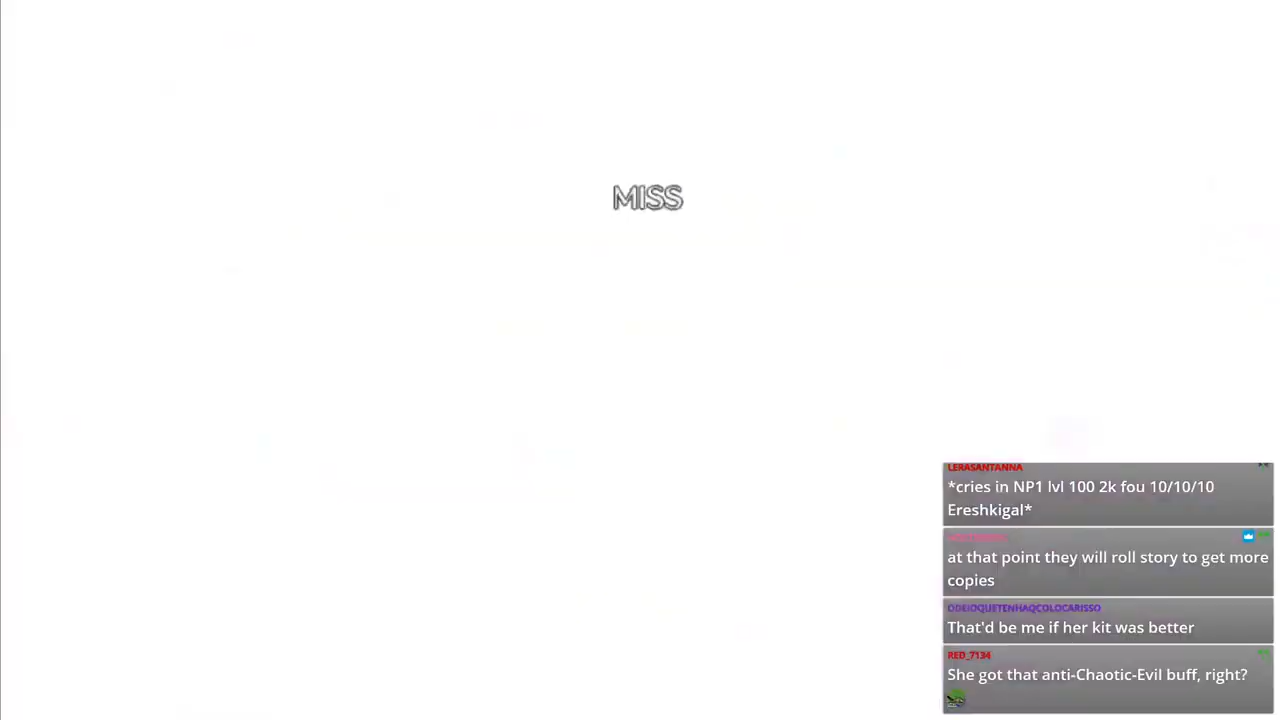 MISS
LERASANTANNA
*cries in NP1 lvl 100 2k fou 10/10/10
Ereshkigal*
at that point they will roll story to get more
copies
ODEIOQUETENHAQCOLOCARISSO
That'd be me if her kit was better
RED_7134
She got that anti-Chaotic-Evil buff, right?